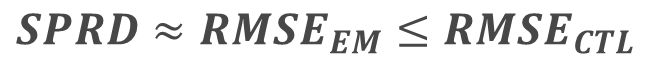 SPRD ≈ RMSE_EM ≤ RMSE_CTL